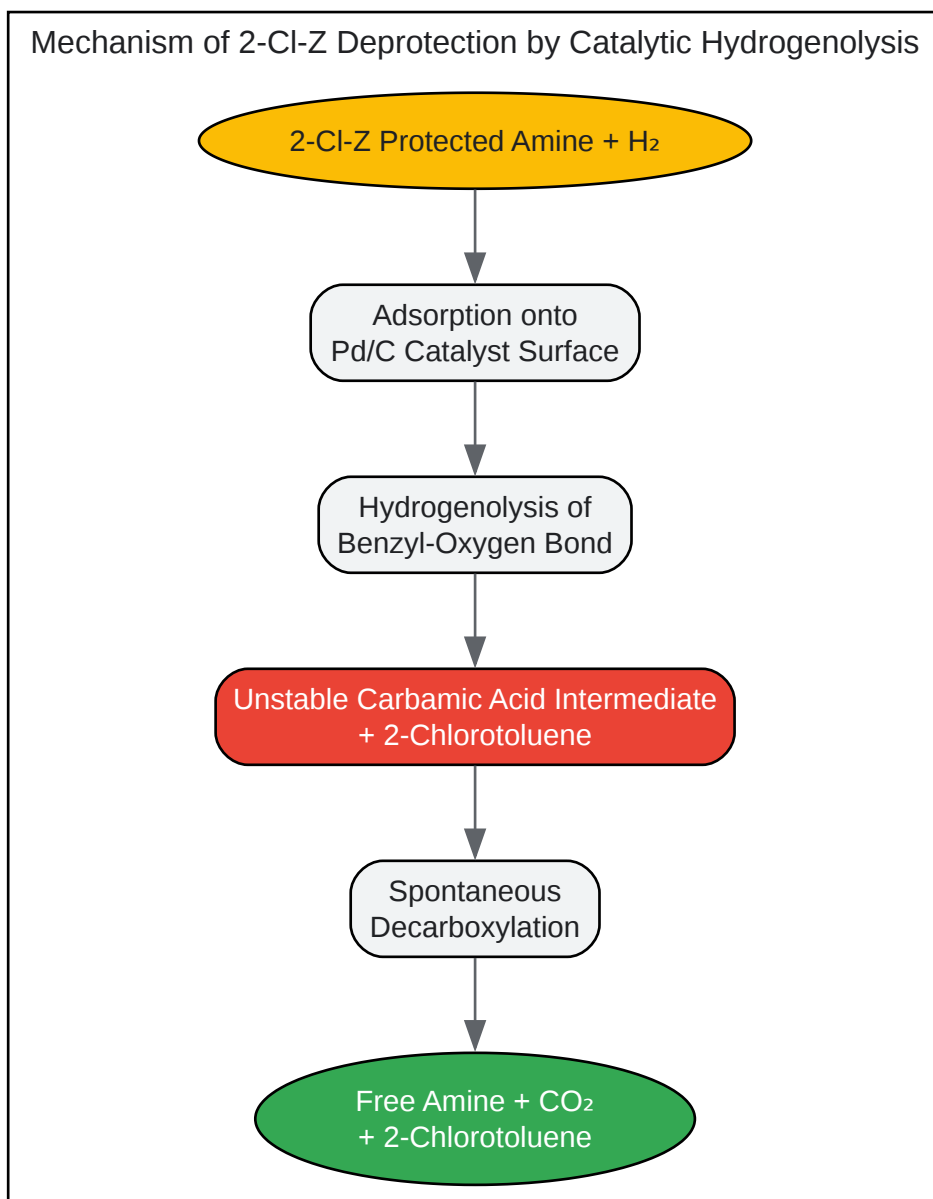 Mechanism of 2-Cl-Z Deprotection by Catalytic Hydrogenolysis
2-Cl-Z Protected Amine + H₂
Adsorption onto
Pd/C Catalyst Surface
Hydrogenolysis of
Benzyl-Oxygen Bond
Unstable Carbamic Acid Intermediate
+ 2-Chlorotoluene
Spontaneous
Decarboxylation
Free Amine + CO₂
+ 2-Chlorotoluene